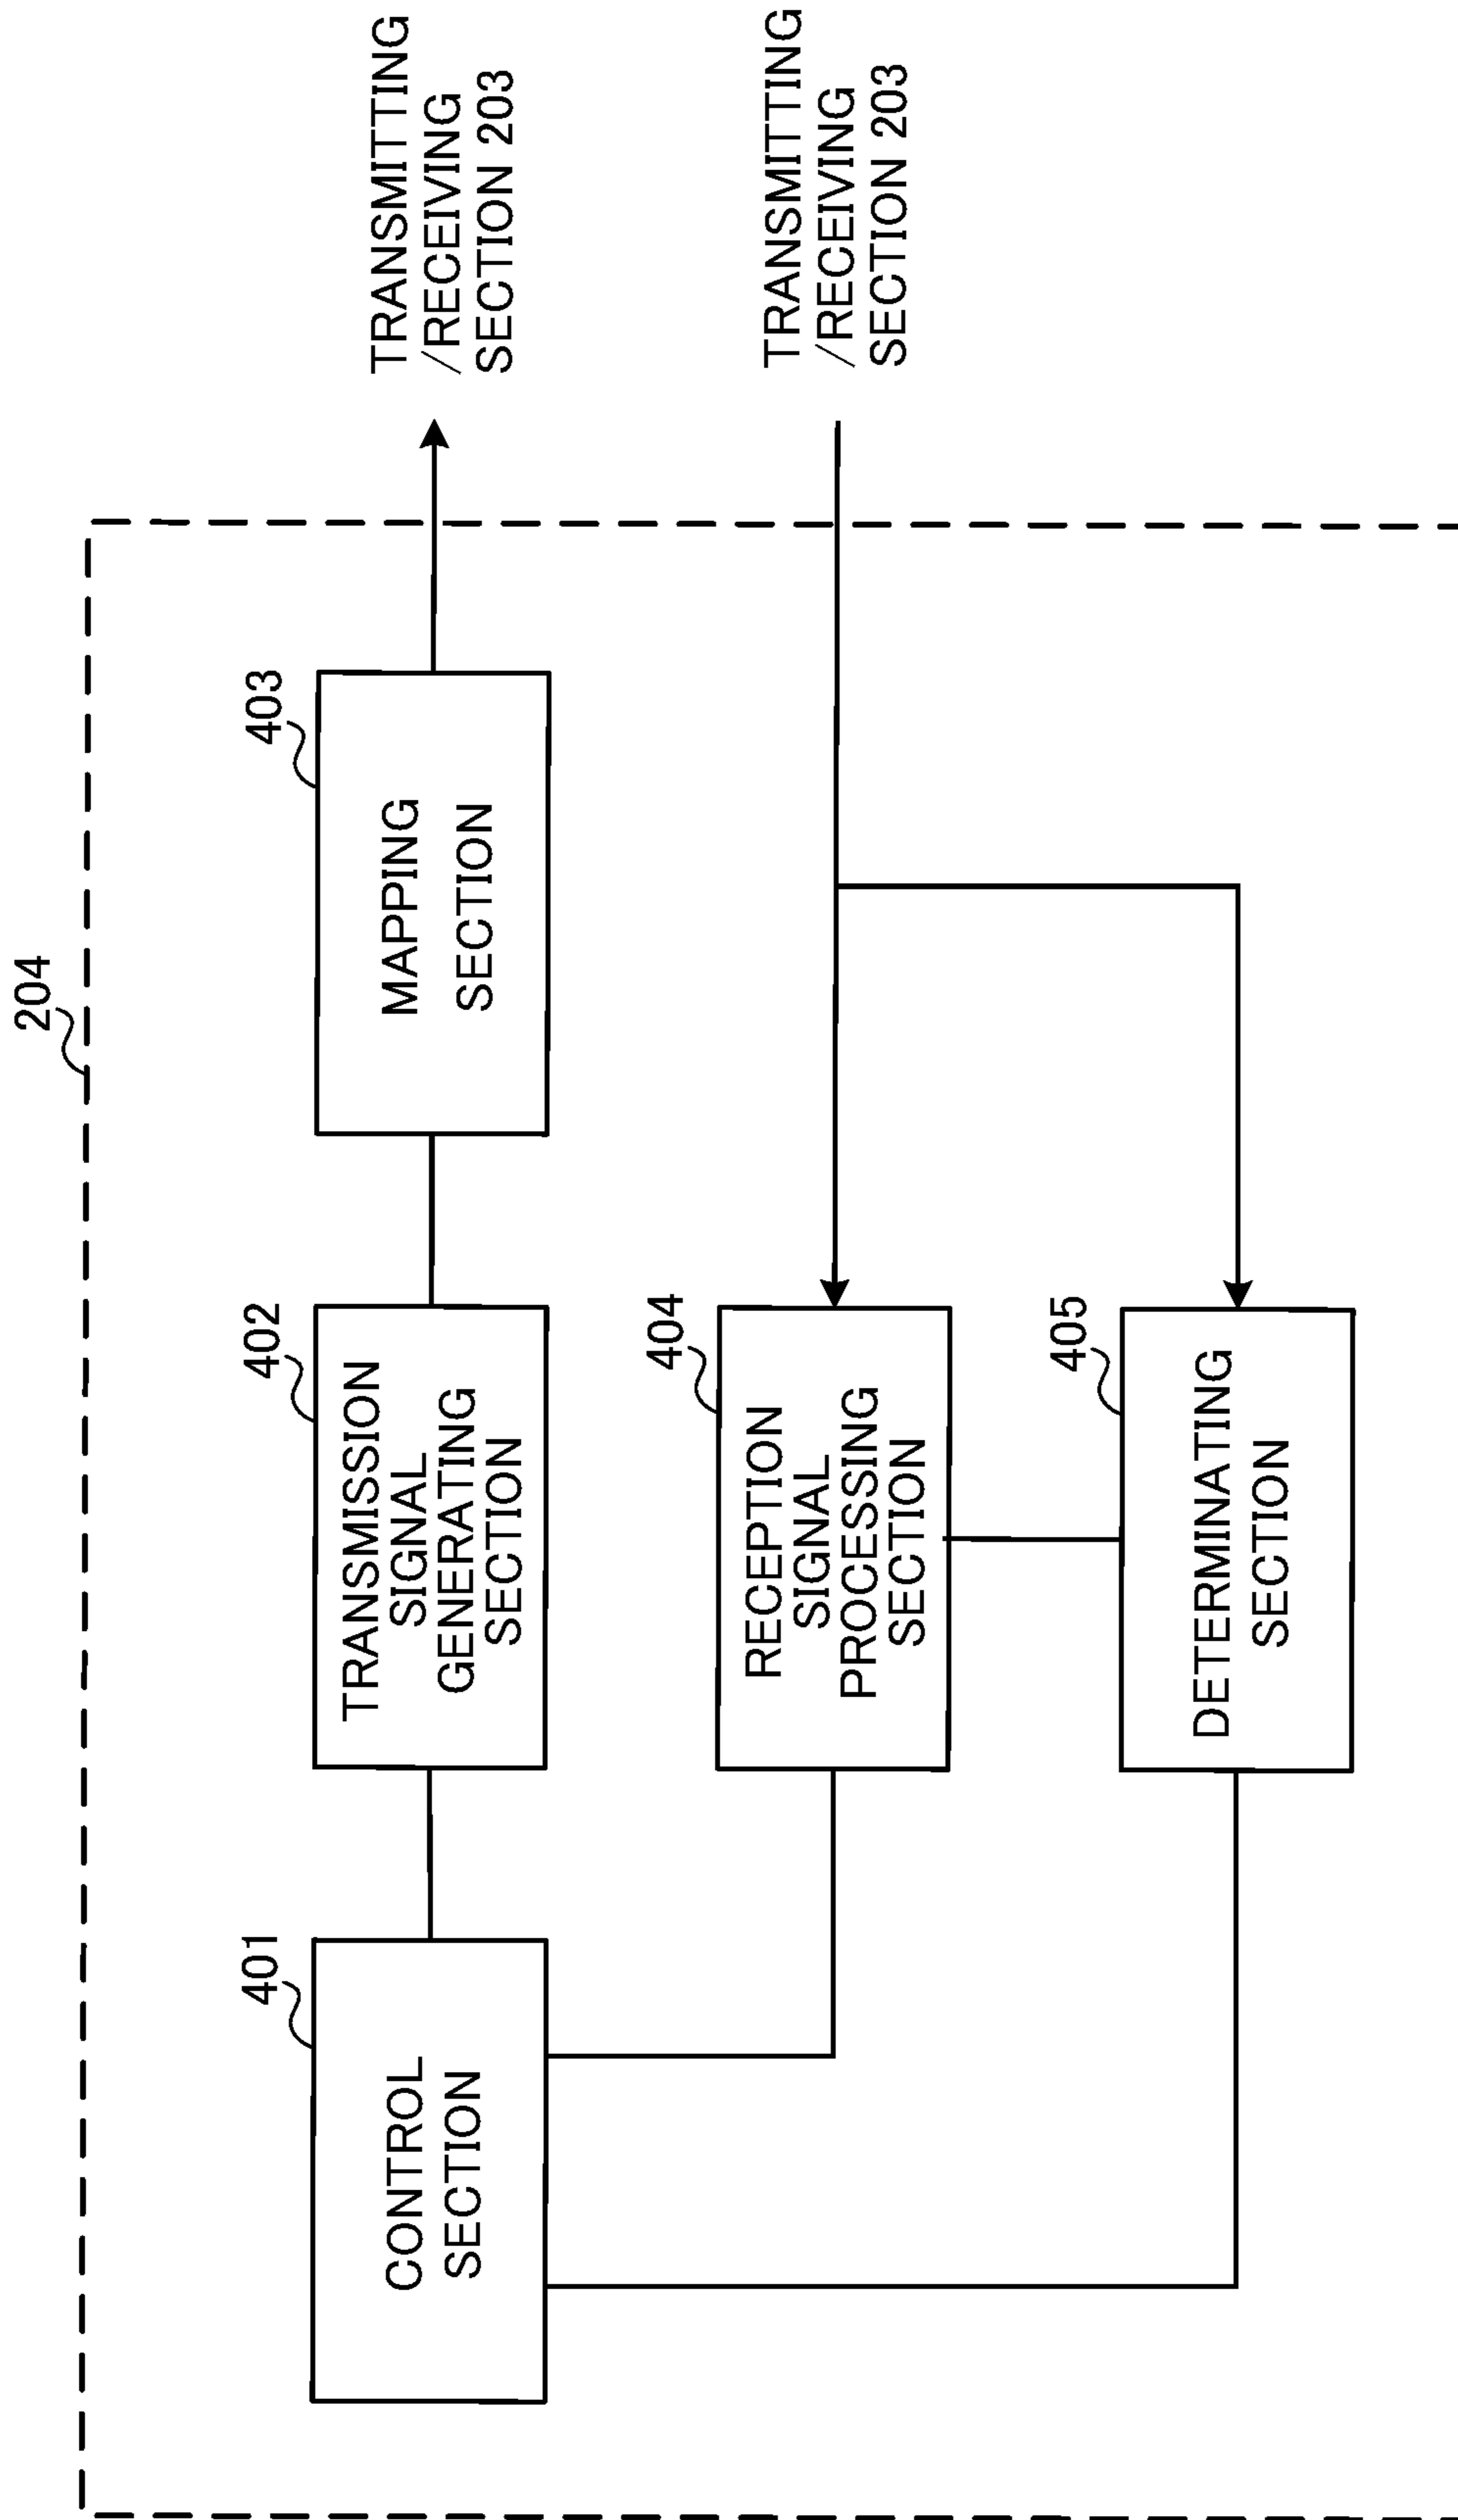 204
401
CONTROL
SECTION
402
TRANSMISSION
SIGNAL
GENERATING
SECTION
403
MAPPING
SECTION
TRANSMITTING
/RECEIVING
SECTION 203
404
RECEPTION
SIGNAL
PROCESSING
SECTION
TRANSMITTING
/RECEIVING
SECTION 203
405
DETERMINATING
SECTION